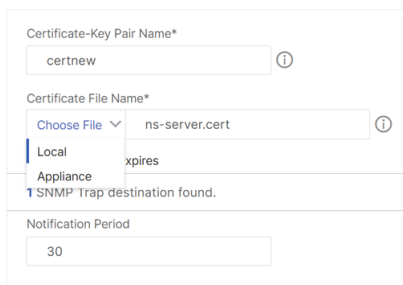 Certificate-Key Pair Name*
certnew
Certificate File Name*
Choose File ns-server.cert
Local
xpires
Appliance
1 SNMP Trap destination found.
Notification Period
30